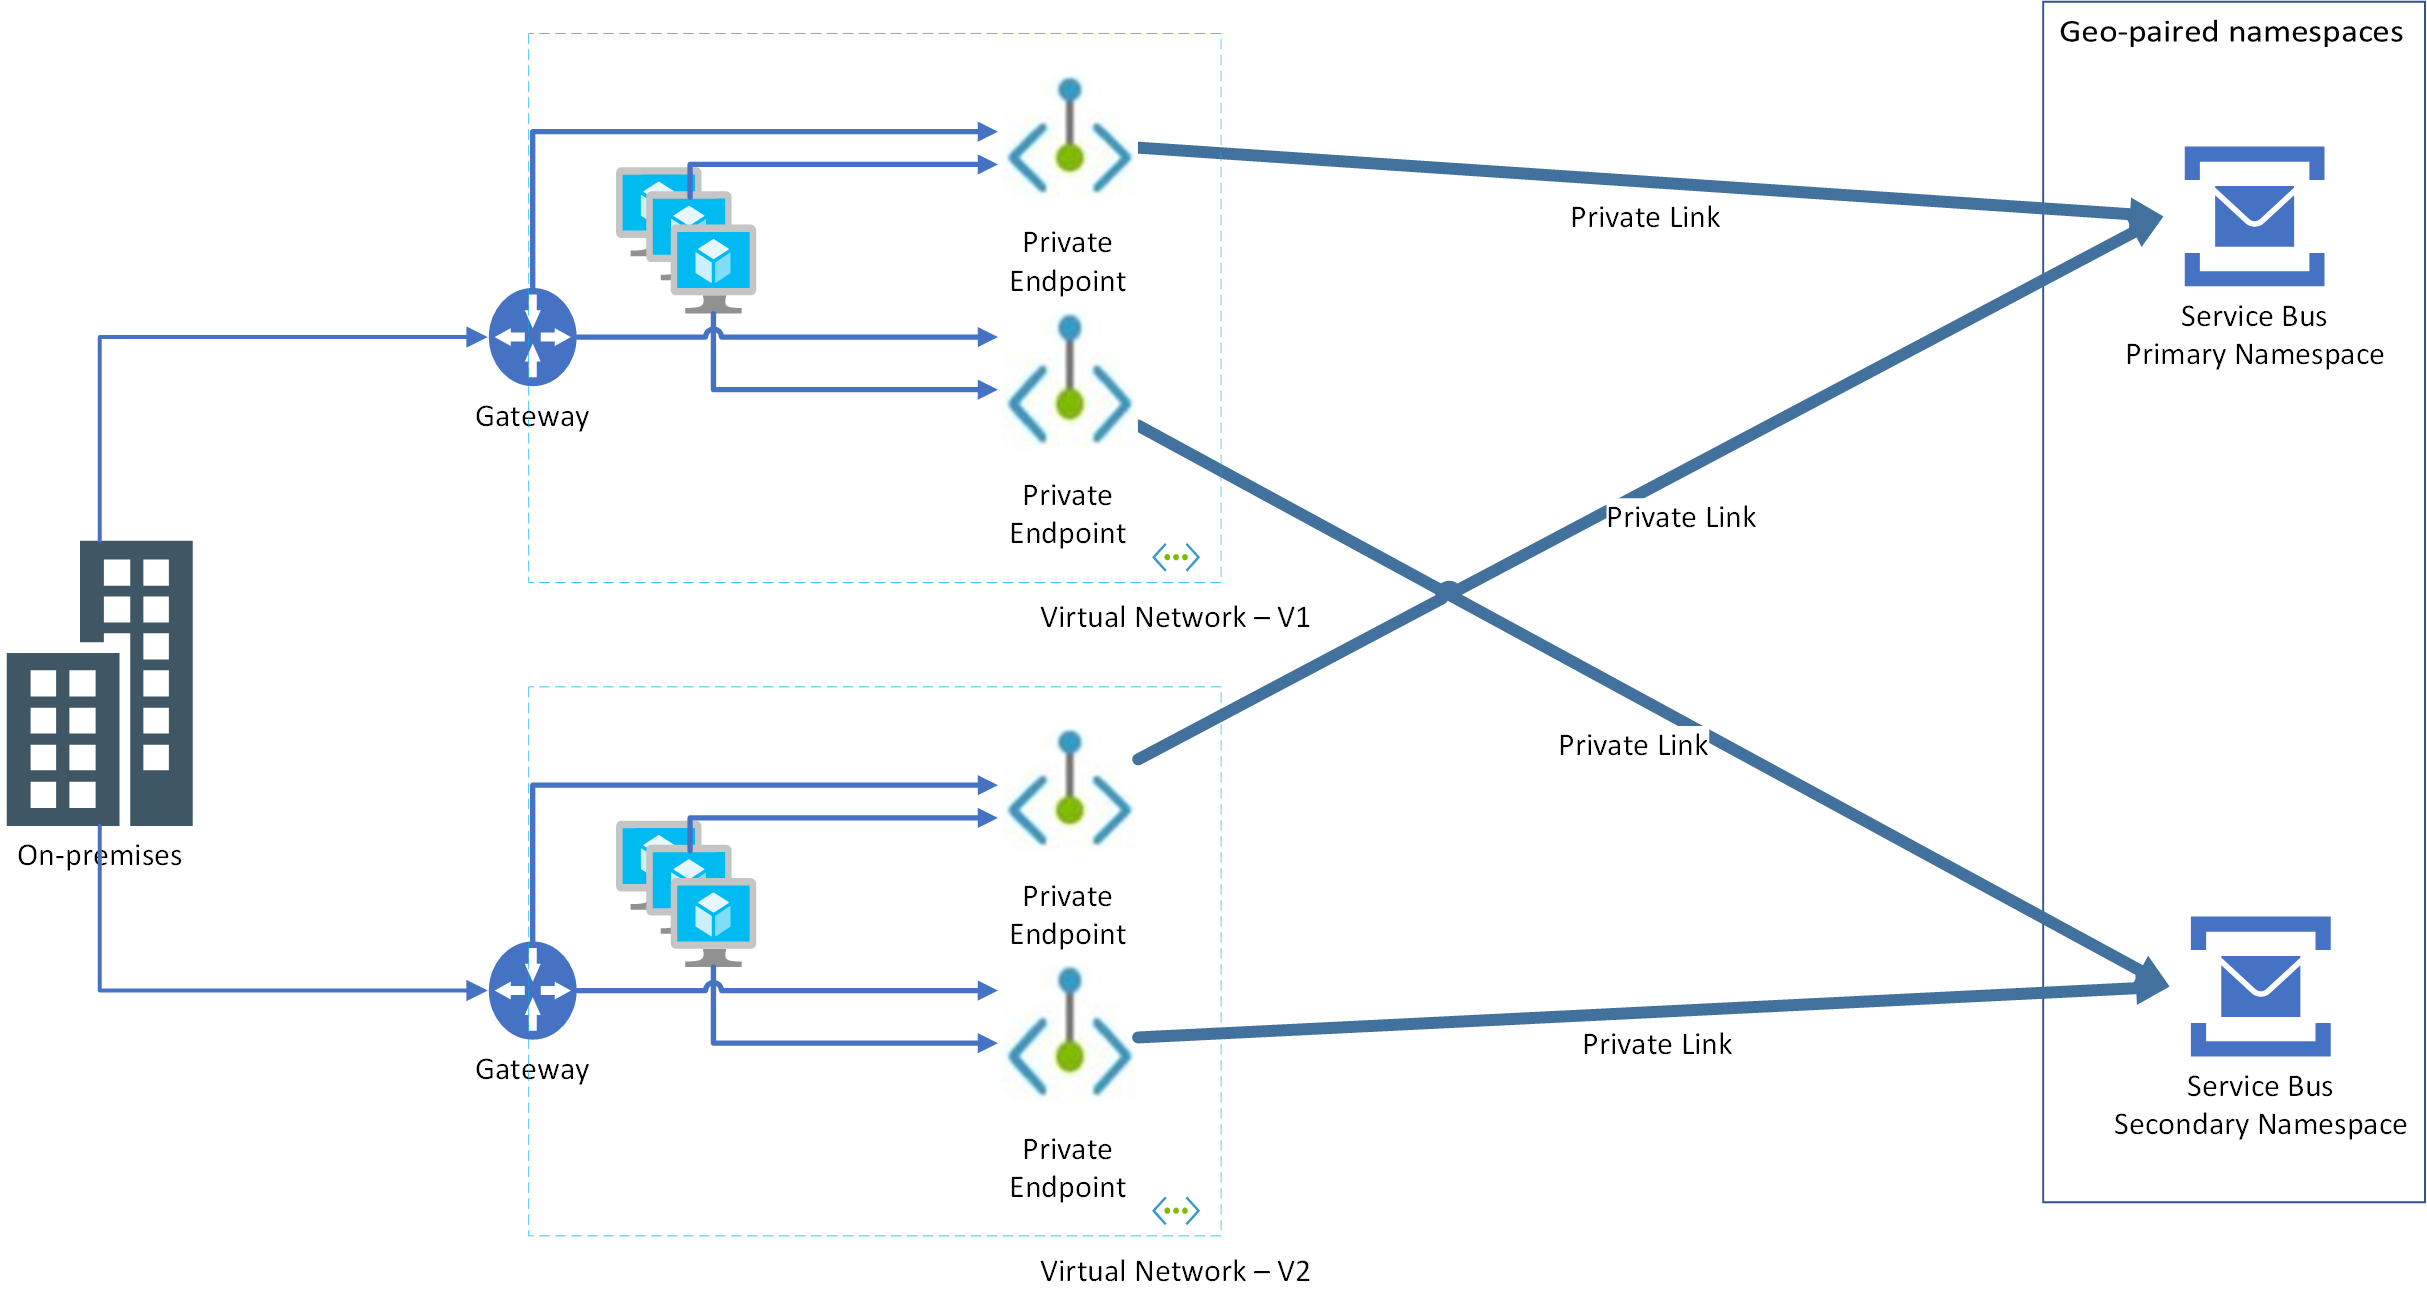 Geo-paired namespaces
Private
Endpoint
Private Link
Service Bus
Primary Namespace
Gateway
Private
Endpoint
Private Link
Virtual Network – V1
Private Link
On-premises
Private
Endpoint
Private Link
Gateway
Service Bus
Secondary Namespace
Private
Endpoint
Virtual Network – V2